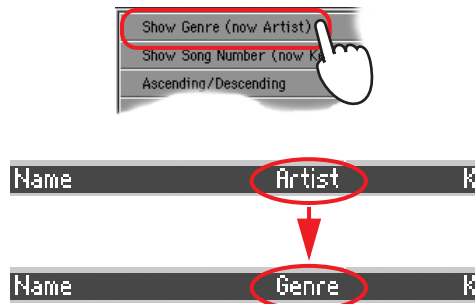 Show Genre (now Artist)
Show Song Number (now K
Ascending/Descending
Name Artist K
Name Genre K